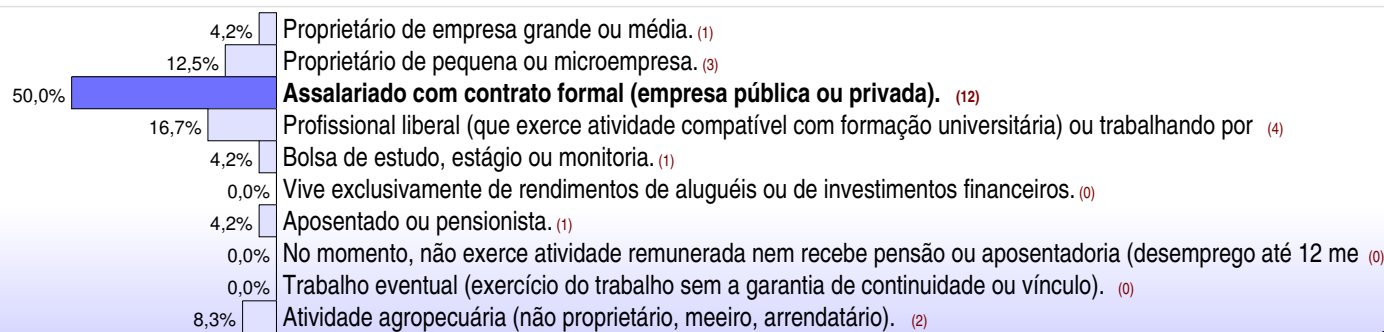 4,2% Proprietário de empresa grande ou média. (1)
12,5% Proprietário de pequena ou microempresa. (3)
50,0% Assalariado com contrato formal (empresa pública ou privada). (12)
16,7% Profissional liberal (que exerce atividade compatível com formação universitária) ou trabalhando por (4)
4,2% Bolsa de estudo, estágio ou monitoria. (1)
0,0% Vive exclusivamente de rendimentos de aluguéis ou de investimentos financeiros. (0)
4,2% Aposentado ou pensionista. (1)
0,0% No momento, não exerce atividade remunerada nem recebe pensão ou aposentadoria (desemprego até 12 me (0)
0,0% Trabalho eventual (exercício do trabalho sem a garantia de continuidade ou vínculo). (0)
8,3% Atividade agropecuária (não proprietário, meeiro, arrendatário). (2)